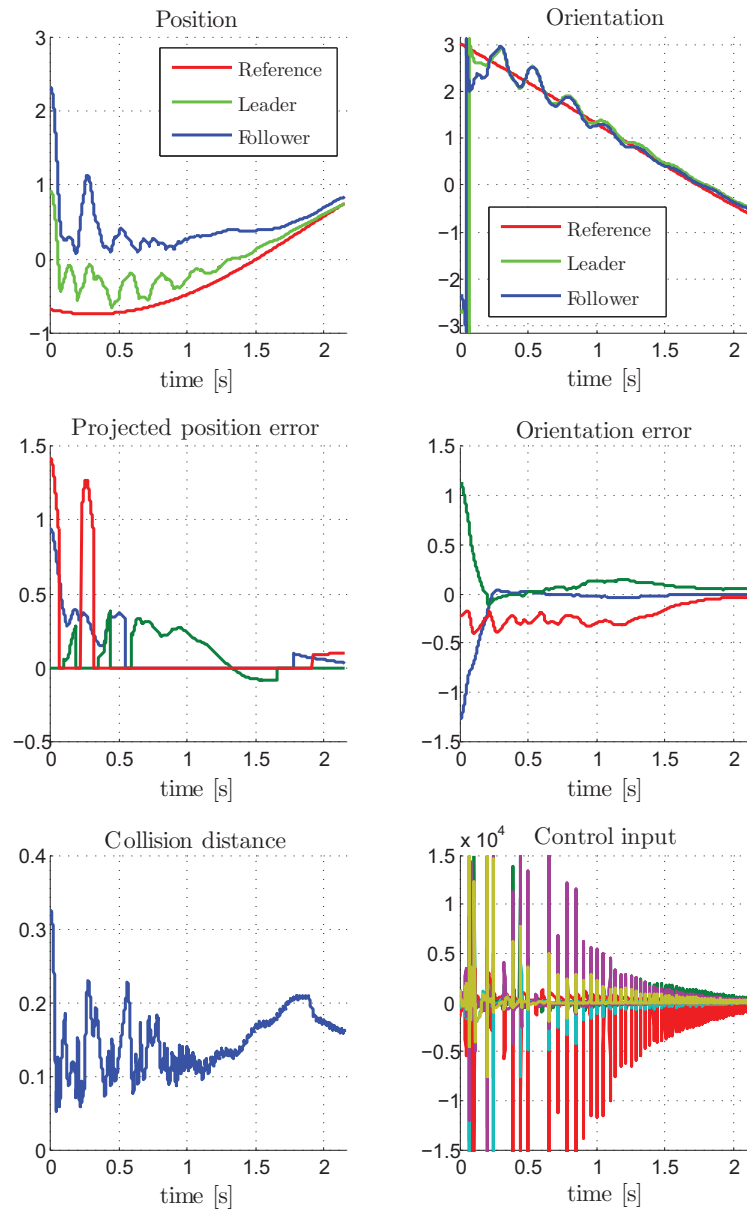 Position
3
2
1
0
−1
Reference
Leader
Follower
0 0.5 1 1.5 2
time [s]
Orientation
3
2
1
0
−1
−2
−3
Reference
Leader
Follower
0 0.5 1 1.5 2
time [s]
Projected position error
1.5
1
0.5
0
−0.5
0 0.5 1 1.5 2
time [s]
Orientation error
1.5
1
0.5
0
−0.5
−1
−1.5
0 0.5 1 1.5 2
time [s]
Collision distance
0.4
0.3
0.2
0.1
0
0 0.5 1 1.5 2
time [s]
Control input
x 10^4
1.5
1
0.5
0
−0.5
−1
−1.5
0 0.5 1 1.5 2
time [s]